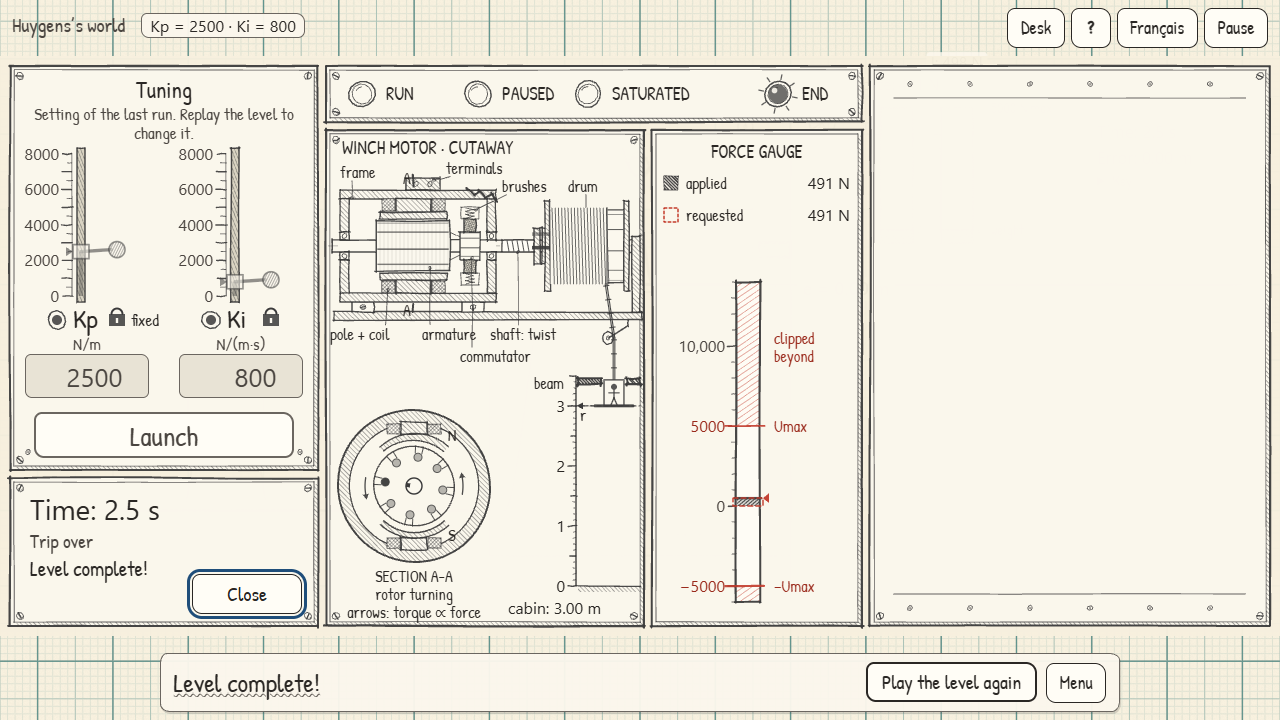 Huygens's world
Kp = 2500 · Ki = 800
Desk
?
Français
Pause
Tuning
Setting of the last run. Replay the level to
change it.
8000
6000
4000
2000
0
8000
6000
4000
2000
0
Kp
fixed
Ki
N/m
N/(m·s)
2500
800
Launch
Time: 2.5 s
Trip over
Level complete!
Close
RUN
PAUSED
SATURATED
END
WINCH MOTOR · CUTAWAY
frame
A
terminals
brushes
drum
A
pole + coil
armature
shaft: twist
commutator
beam
3
r
2
1
0
N
S
SECTION A-A
rotor turning
arrows: torque ∝ force
cabin: 3.00 m
FORCE GAUGE
applied
491 N
requested
491 N
10,000
clipped
beyond
5000
Umax
0
−5000
−Umax
Level complete!
Play the level again
Menu